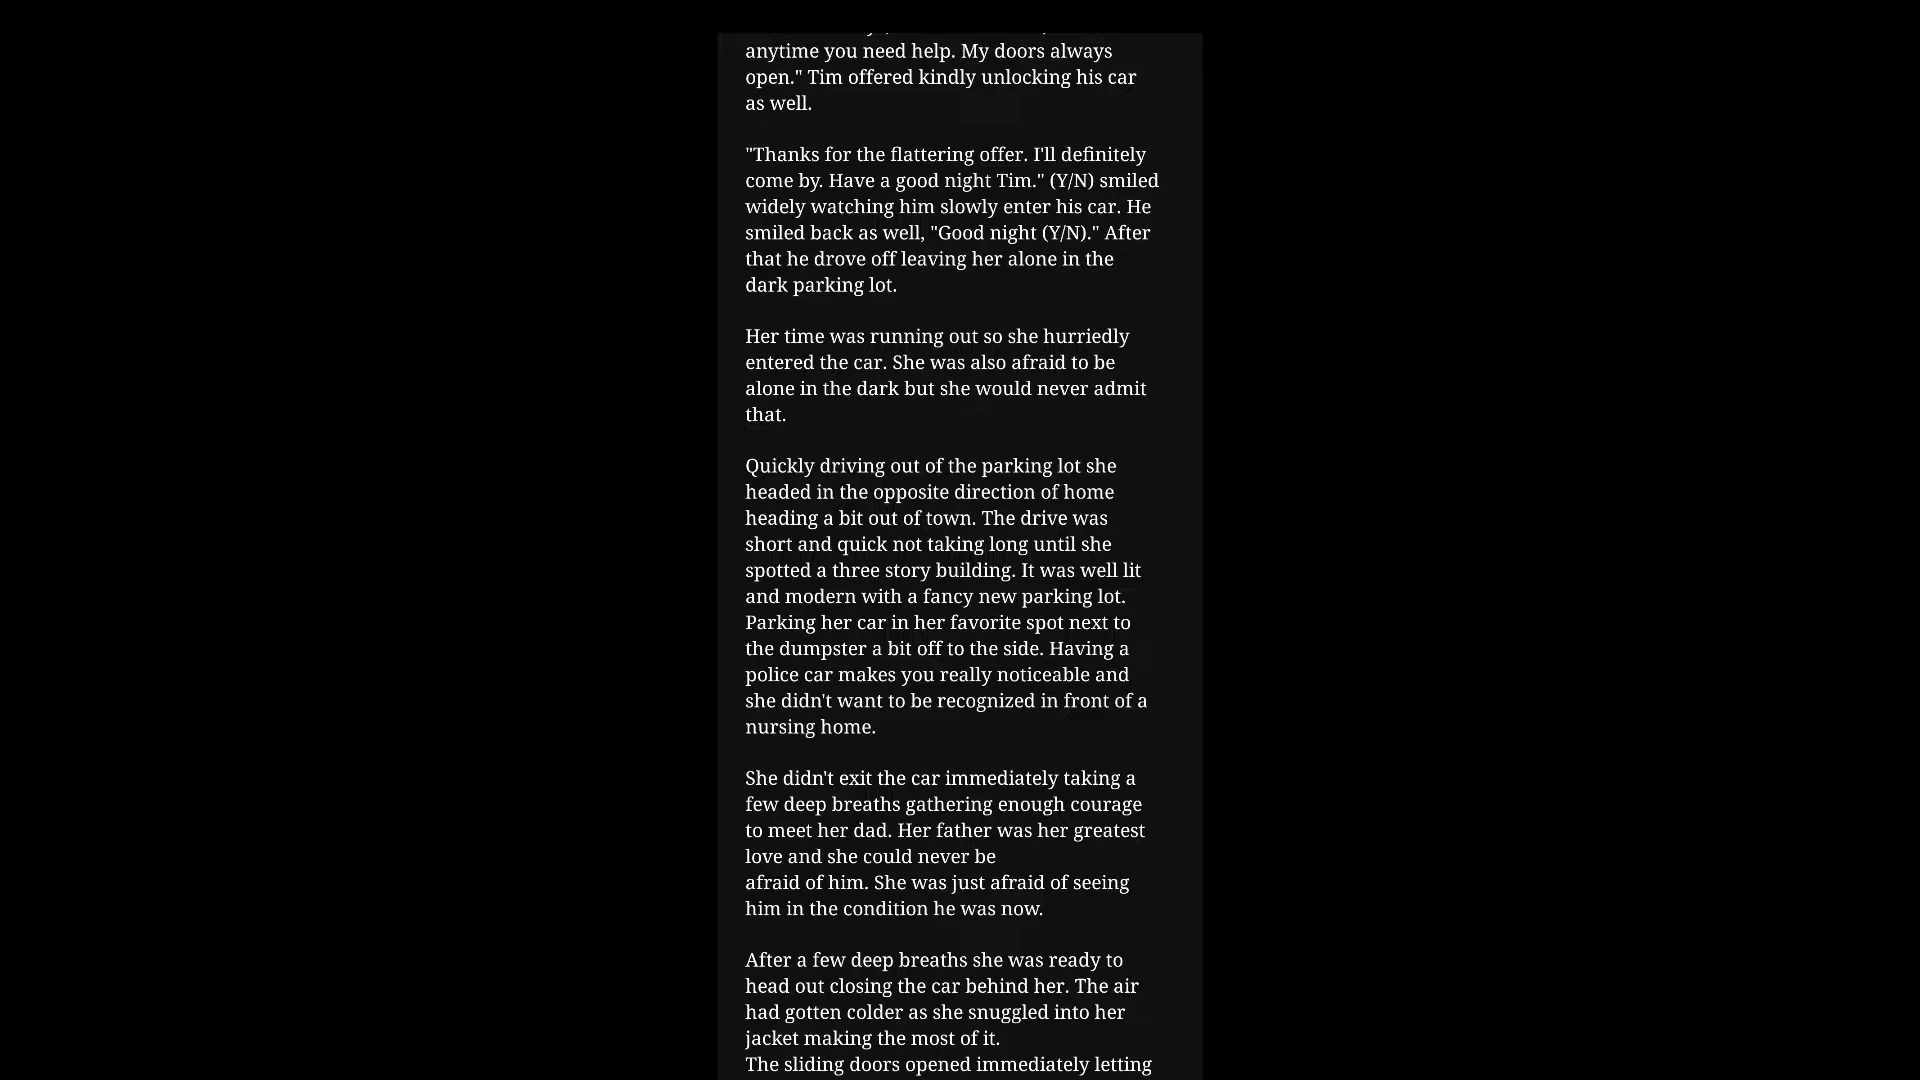 anytime you need help. My doors always
open." Tim offered kindly unlocking his car
as well.
"Thanks for the flattering offer. I'll definitely
come by. Have a good night Tim." (Y/N) smiled
widely watching him slowly enter his car. He
smiled back as well, "Good night (Y/N)." After
that he drove off leaving her alone in the
dark parking lot.
Her time was running out so she hurriedly
entered the car. She was also afraid to be
alone in the dark but she would never admit
that.
Quickly driving out of the parking lot she
headed in the opposite direction of home
heading a bit out of town. The drive was
short and quick not taking long until she
spotted a three story building. It was well lit
and modern with a fancy new parking lot.
Parking her car in her favorite spot next to
the dumpster a bit off to the side. Having a
police car makes you really noticeable and
she didn't want to be recognized in front of a
nursing home.
She didn't exit the car immediately taking a
few deep breaths gathering enough courage
to meet her dad. Her father was her greatest
love and she could never be
afraid of him. She was just afraid of seeing
him in the condition he was now.
After a few deep breaths she was ready to
head out closing the car behind her. The air
had gotten colder as she snuggled into her
jacket making the most of it.
The sliding doors opened immediately letting